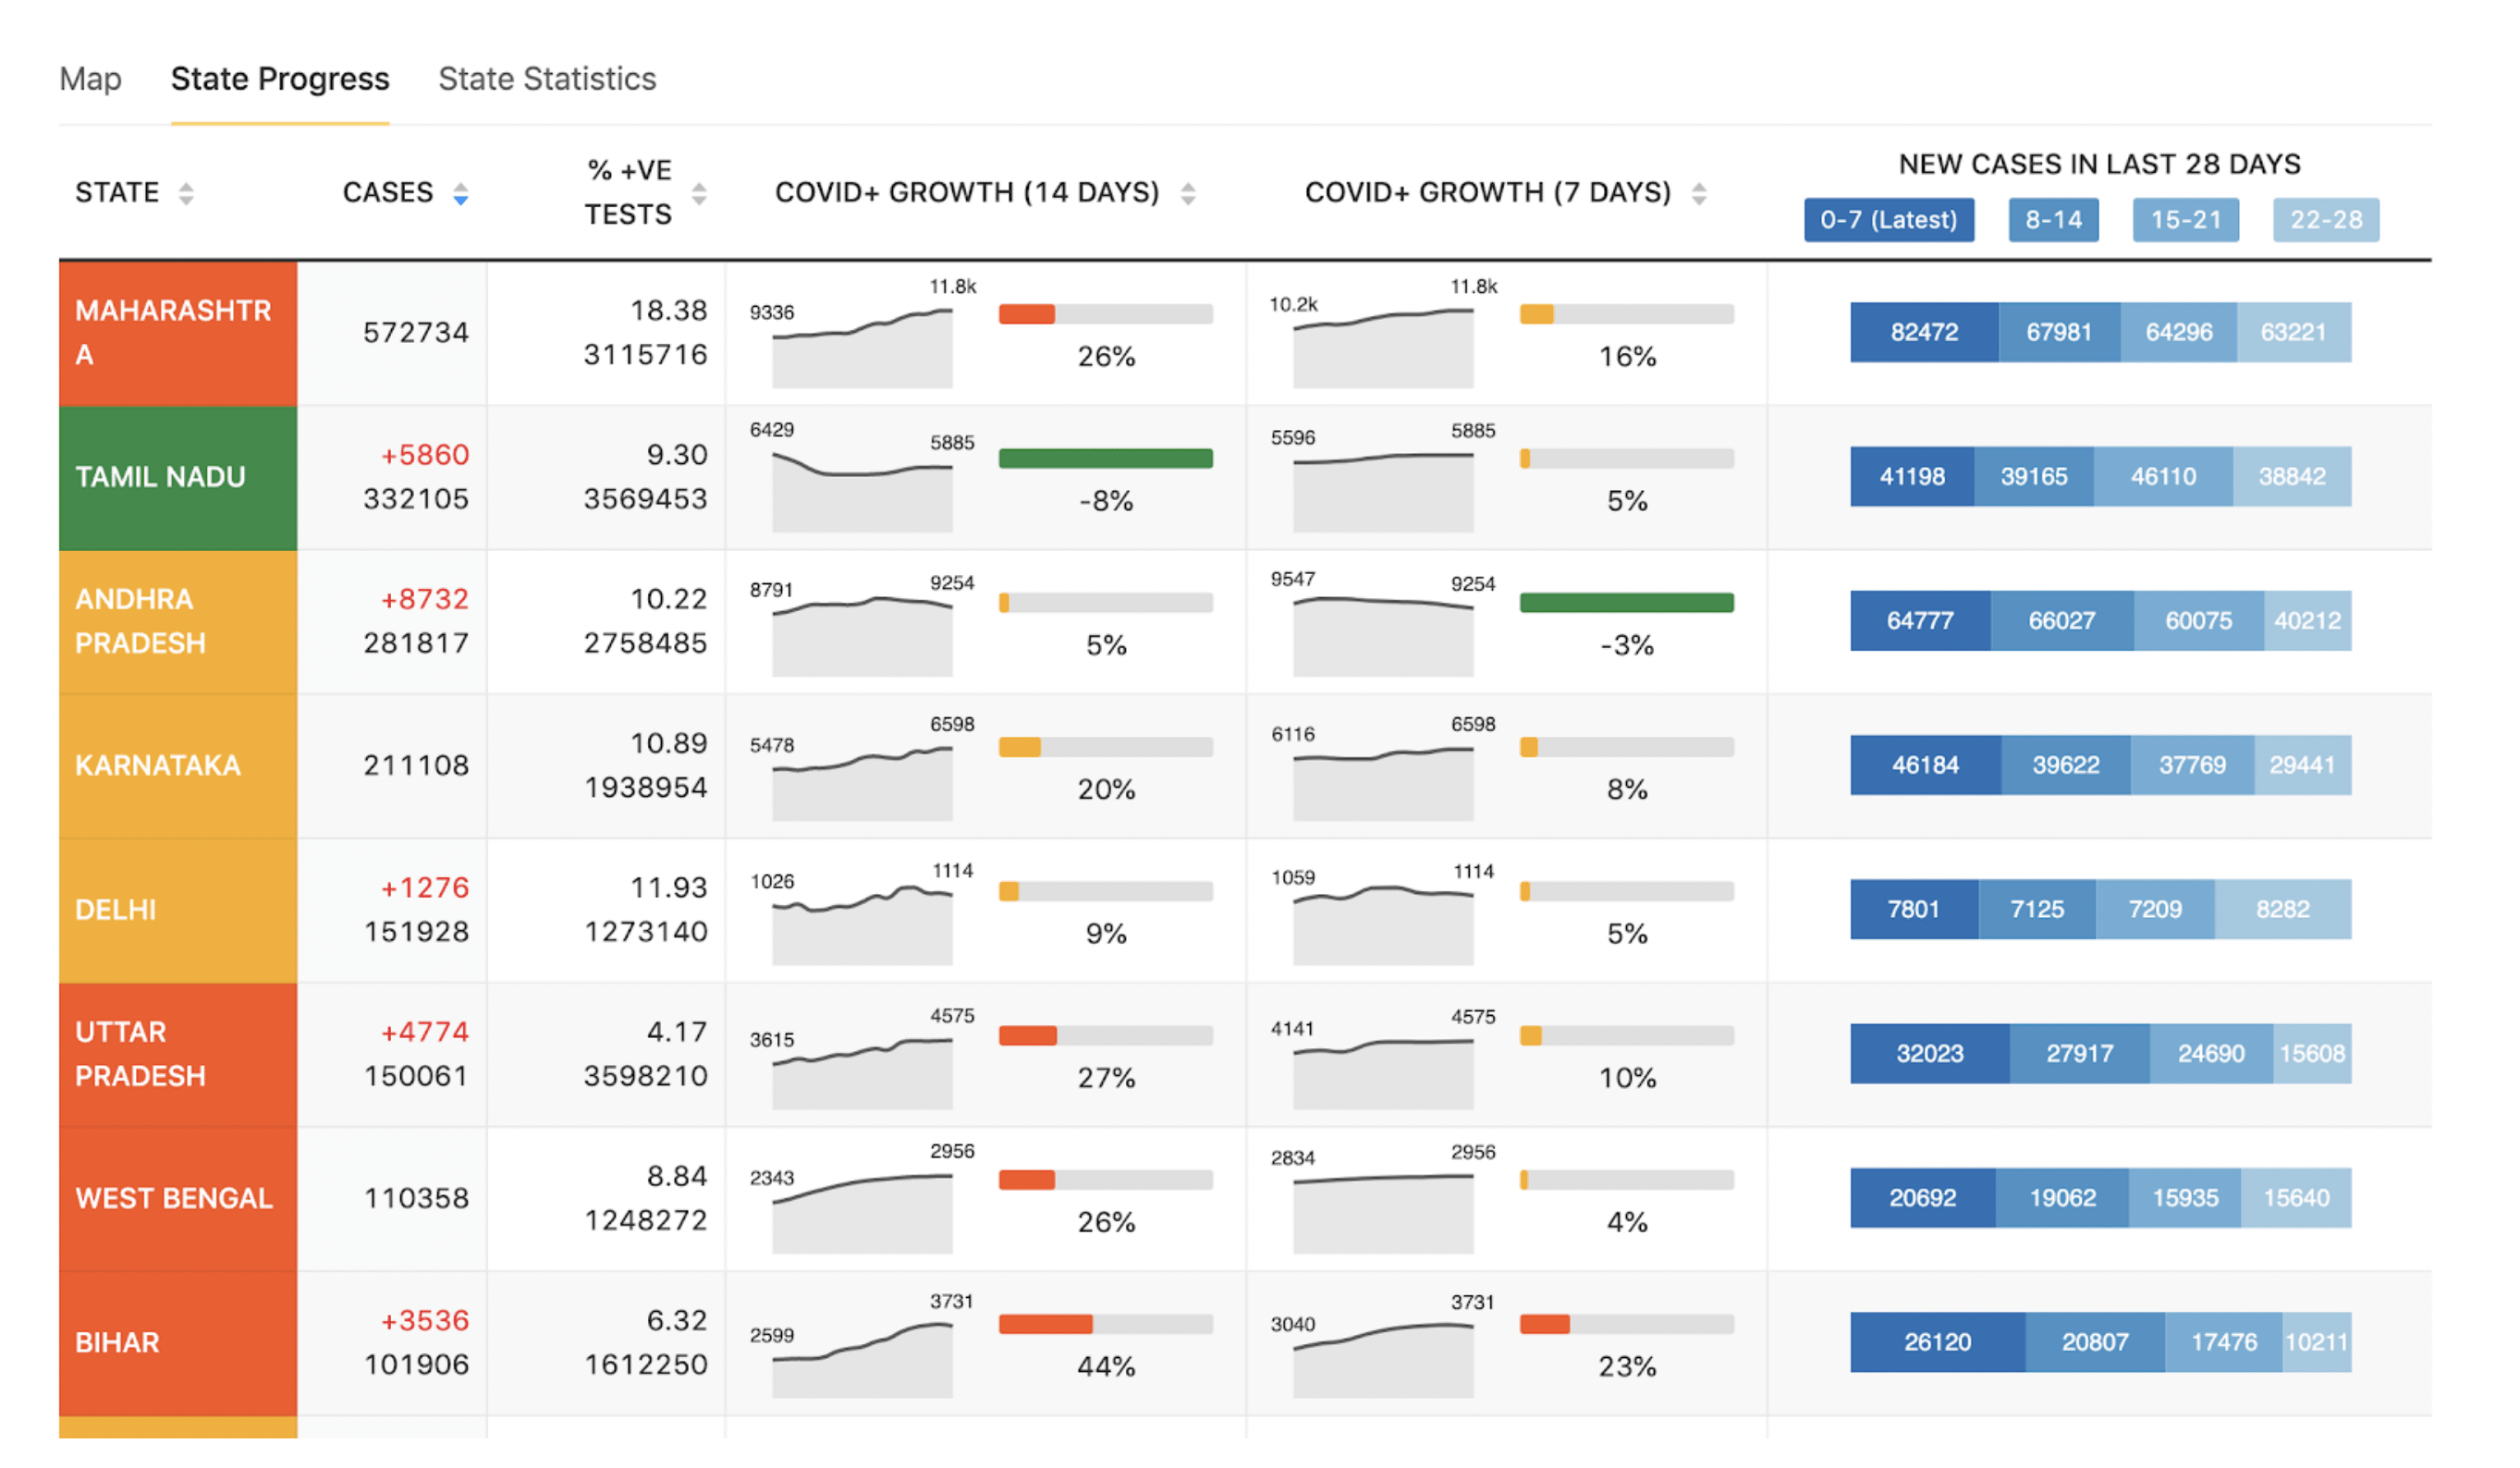 Map State Progress State Statistics
STATE CASES % +VE TESTS COVID+ GROWTH (14 DAYS) COVID+ GROWTH (7 DAYS) NEW CASES IN LAST 28 DAYS
0-7 (Latest) 8-14 15-21 22-28
MAHARASHTR
A
572734
18.38
3115716
9336 11.8k
26%
10.2k 11.8k
16%
82472 67981 64296 63221
TAMIL NADU
+5860
332105
9.30
3569453
6429 5885
-8%
5596 5885
5%
41198 39165 46110 38842
ANDHRA
PRADESH
+8732
281817
10.22
2758485
8791 9254
5%
9547 9254
-3%
64777 66027 60075 40212
KARNATAKA
211108
10.89
1938954
5478 6598
20%
6116 6598
8%
46184 39622 37769 29441
DELHI
+1276
151928
11.93
1273140
1026 1114
9%
1059 1114
5%
7801 7125 7209 8282
UTTAR
PRADESH
+4774
150061
4.17
3598210
3615 4575
27%
4141 4575
10%
32023 27917 24690 15608
WEST BENGAL
110358
8.84
1248272
2343 2956
26%
2834 2956
4%
20692 19062 15935 15640
BIHAR
+3536
101906
6.32
1612250
2599 3731
44%
3040 3731
23%
26120 20807 17476 10211